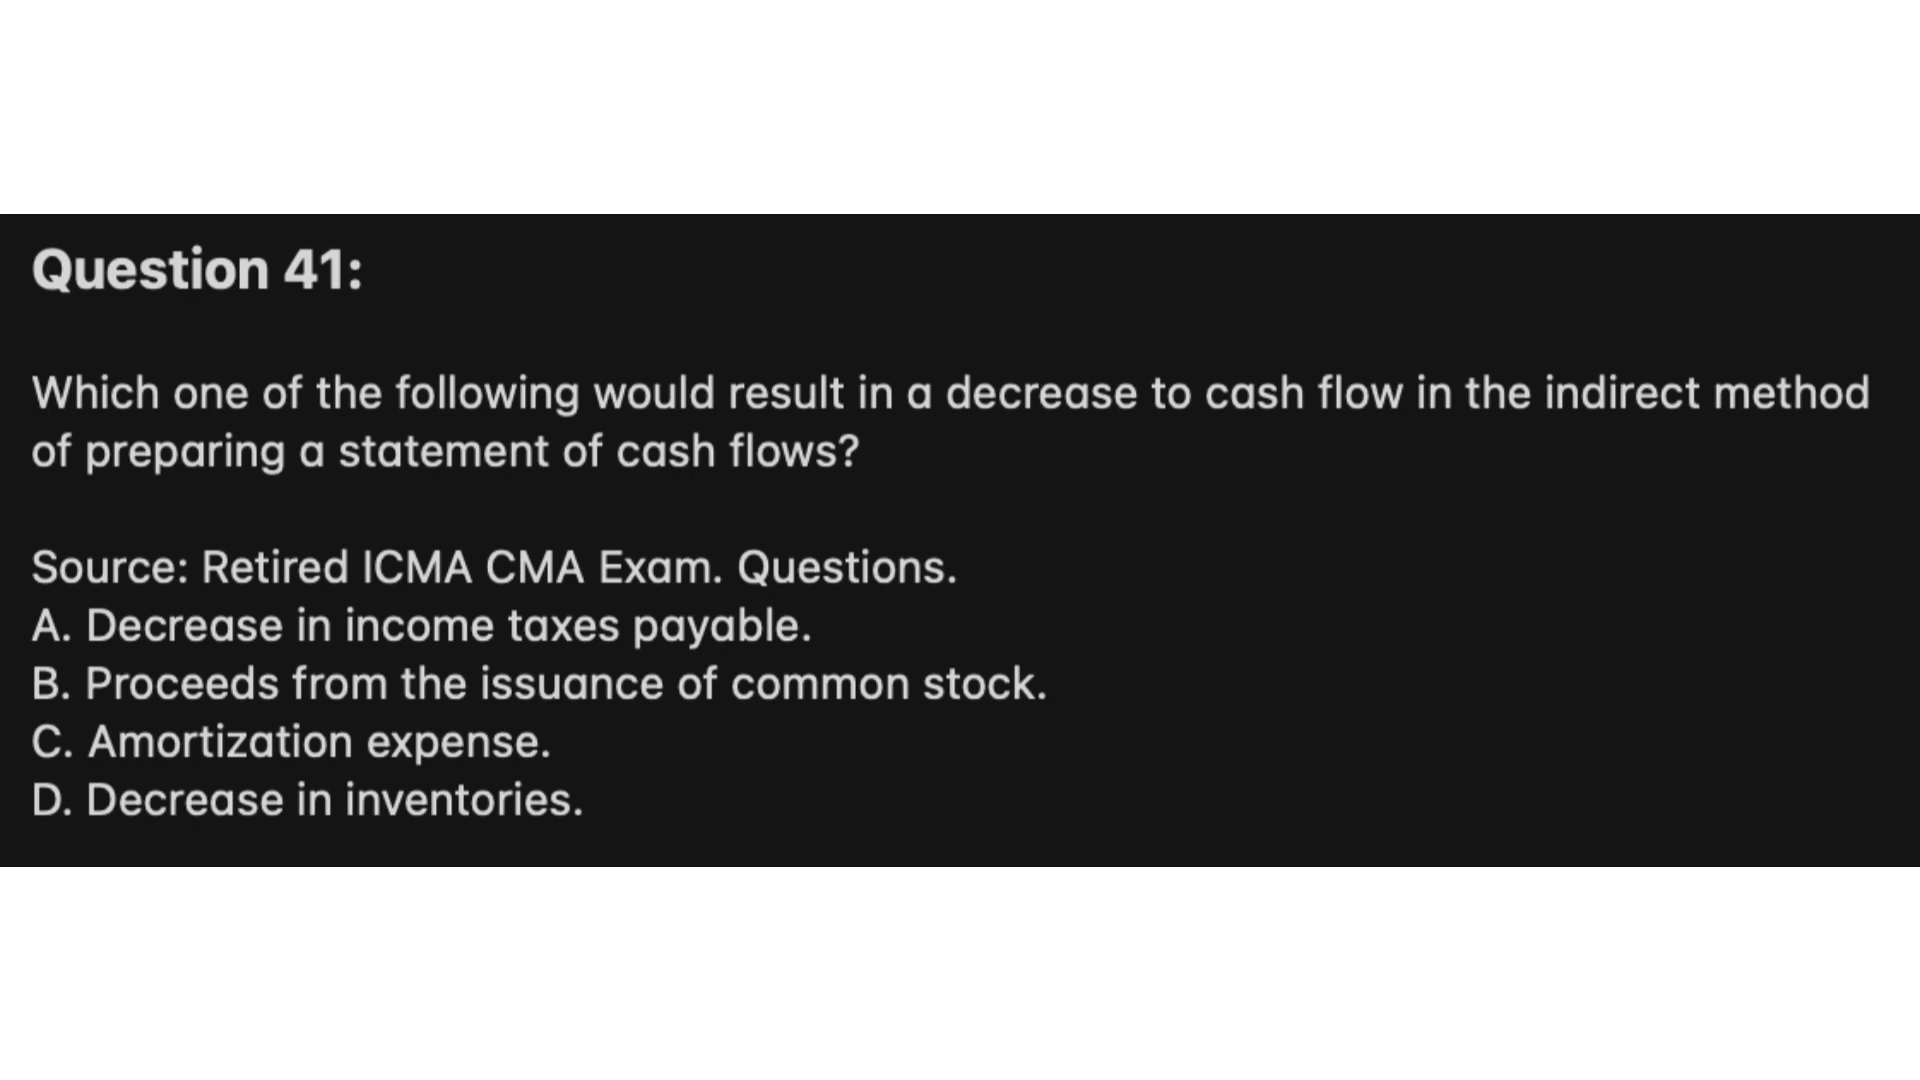 Question 41:
Which one of the following would result in a decrease to cash flow in the indirect method
of preparing a statement of cash flows?
Source: Retired ICMA CMA Exam. Questions.
A. Decrease in income taxes payable.
B. Proceeds from the issuance of common stock.
C. Amortization expense.
D. Decrease in inventories.